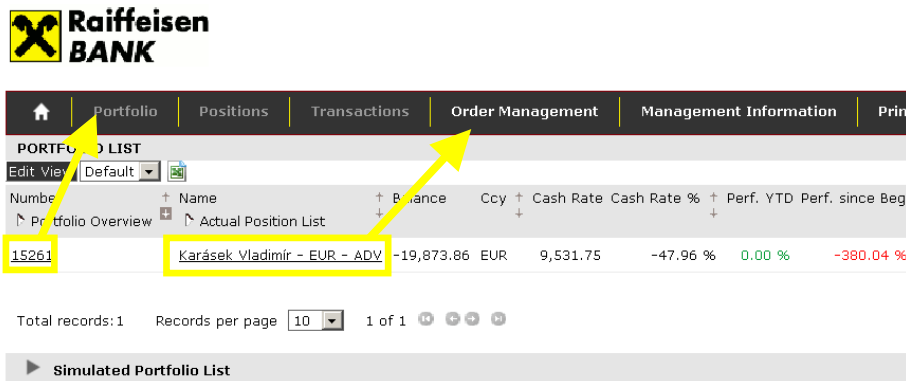 Raiffeisen
BANK
Portfolio Positions Transactions Order Management Management Information Prin
PORTFOLIO LIST
Edit View Default
Number Name Balance Ccy Cash Rate Cash Rate % Perf. YTD Perf. since Beg
Portfolio Overview Actual Position List
15261 Karásek Vladimír - EUR - ADV -19,873.86 EUR 9,531.75 -47.96 % 0.00 % -380.04 %
Total records: 1 Records per page 10 1 of 1
Simulated Portfolio List